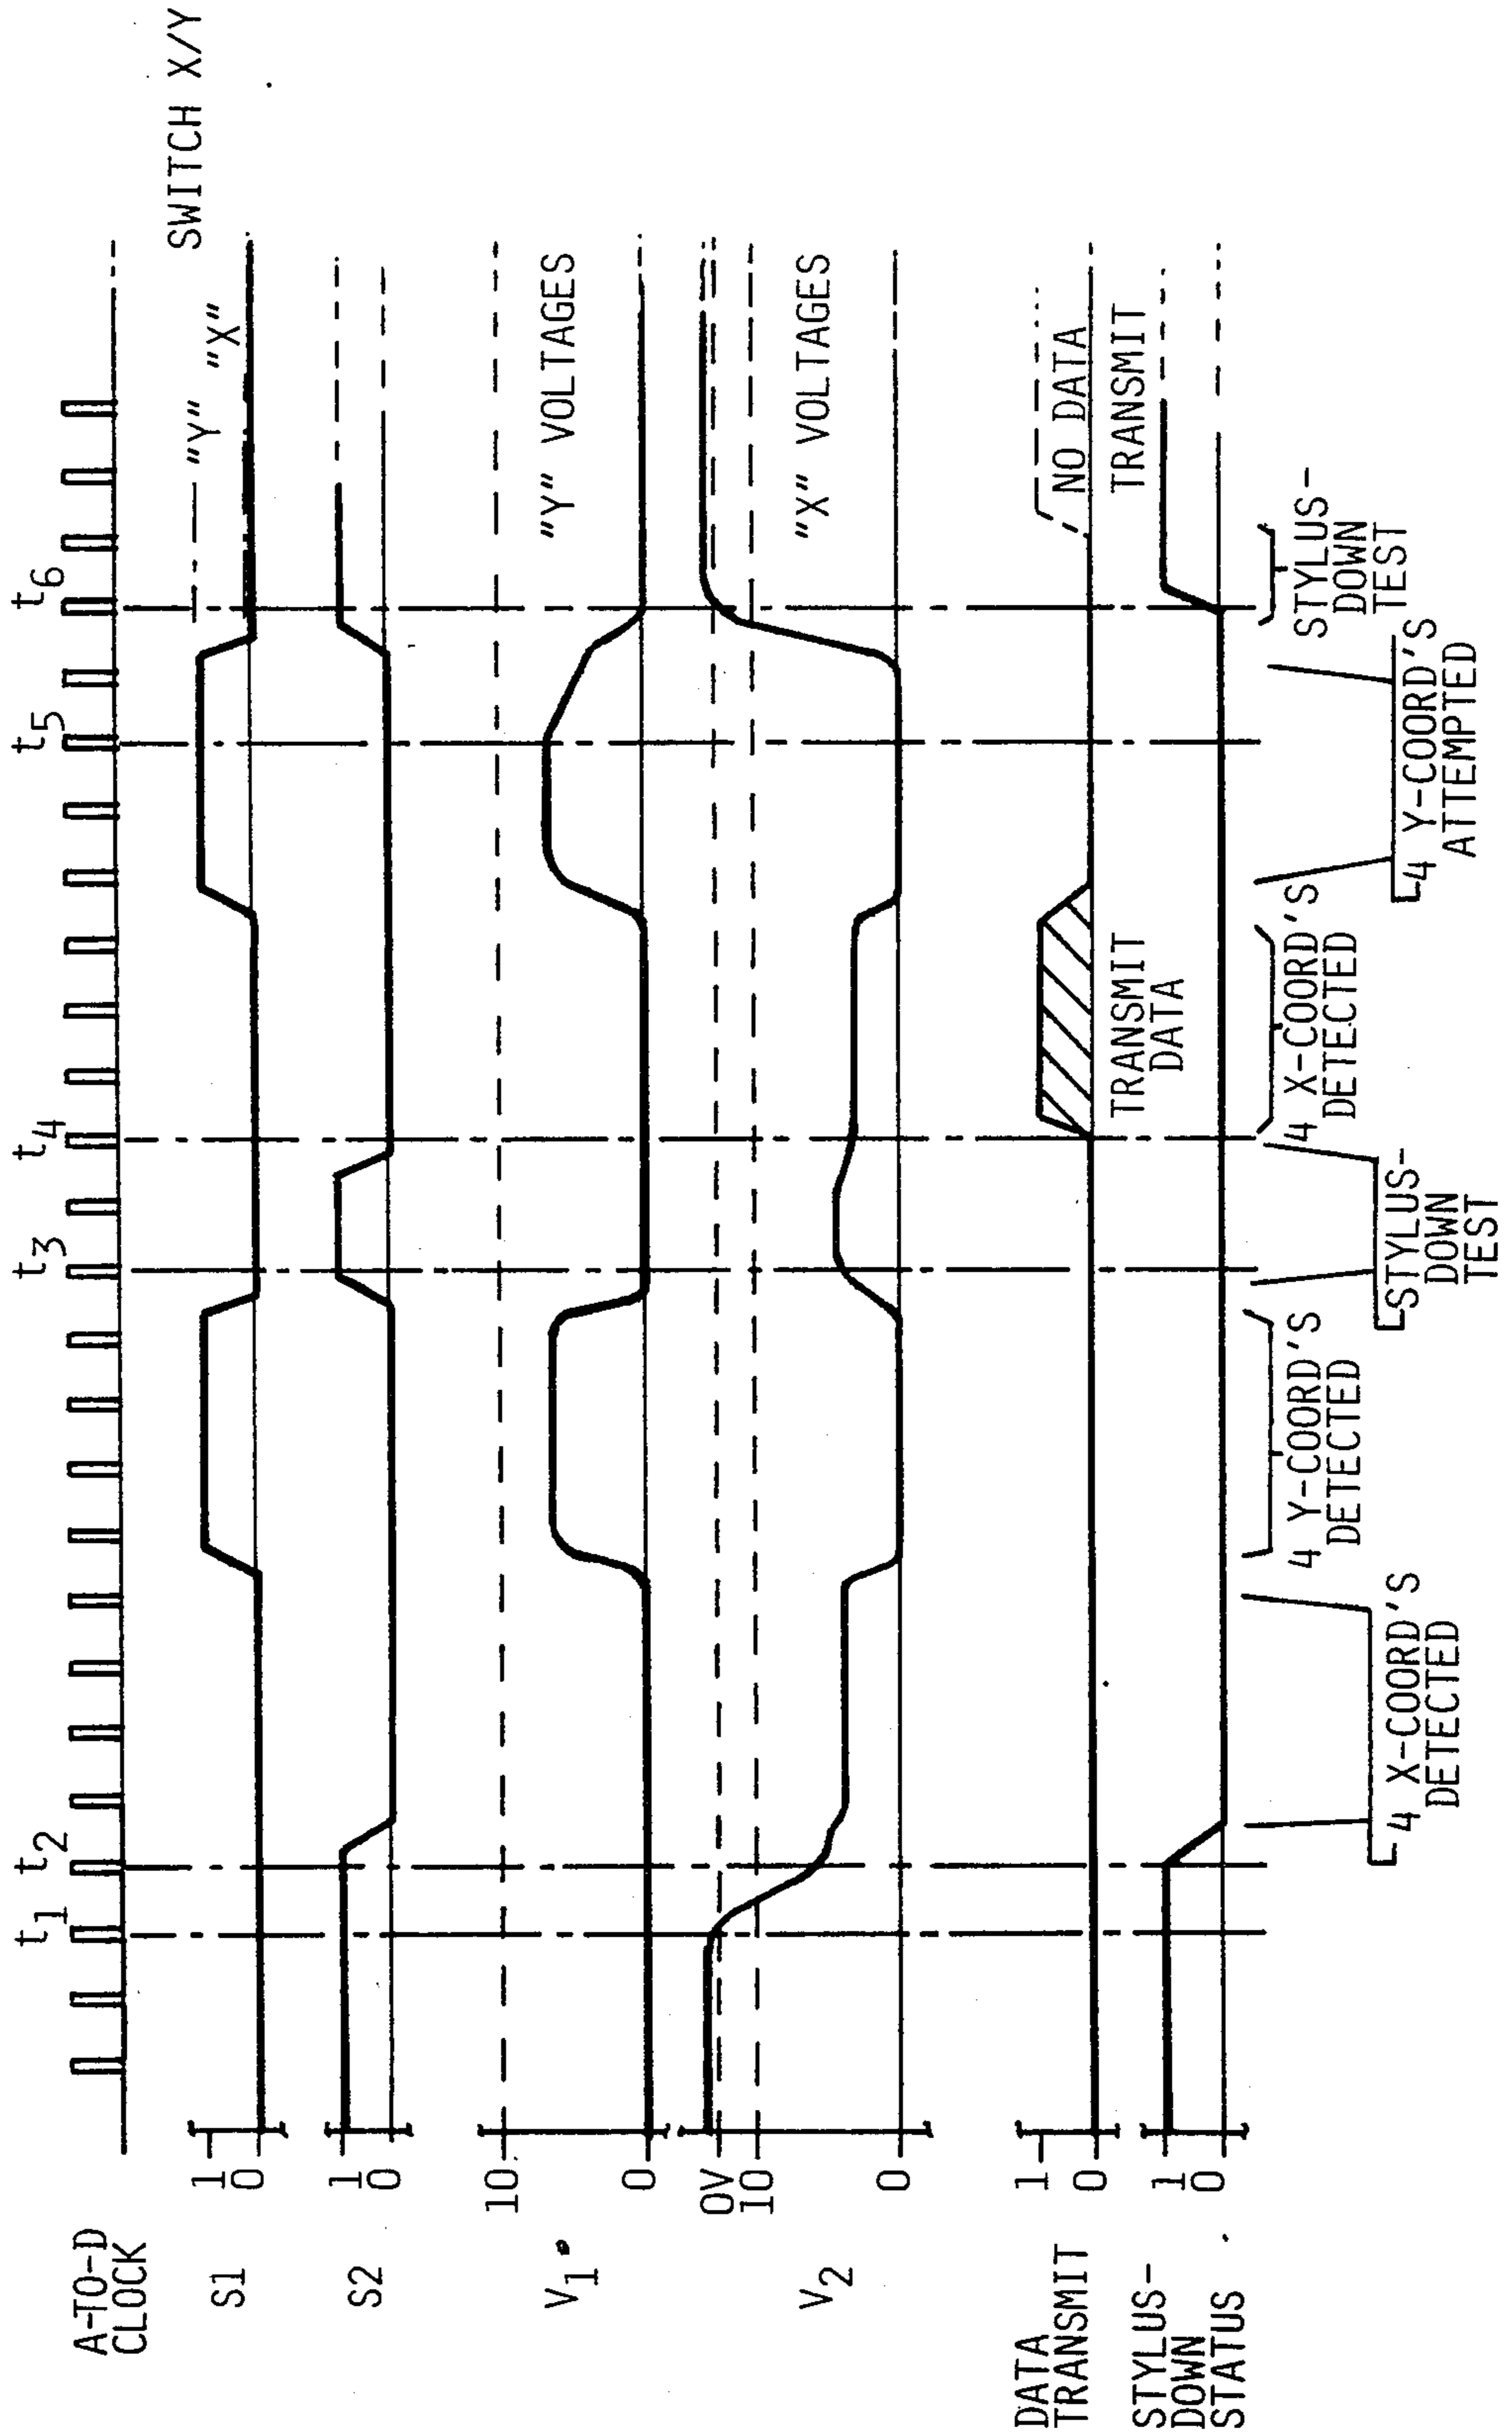 t1 t2 t3 t4 t5 t6
A-TO-D
CLOCK
SWITCH X/Y
S1
1
0
"Y" "X"
S2
1
0
V1
10
0
"Y" VOLTAGES
V2
OV
10
0
"X" VOLTAGES
DATA
TRANSMIT
1
0
TRANSMIT
DATA
NO DATA
TRANSMIT
STYLUS-
DOWN
STATUS
1
0
4 X-COORD'S
DETECTED
4 Y-COORD'S
DETECTED
STYLUS-
DOWN
TEST
4 X-COORD'S
DETECTED
4 Y-COORD'S
ATTEMPTED
STYLUS-
DOWN
TEST